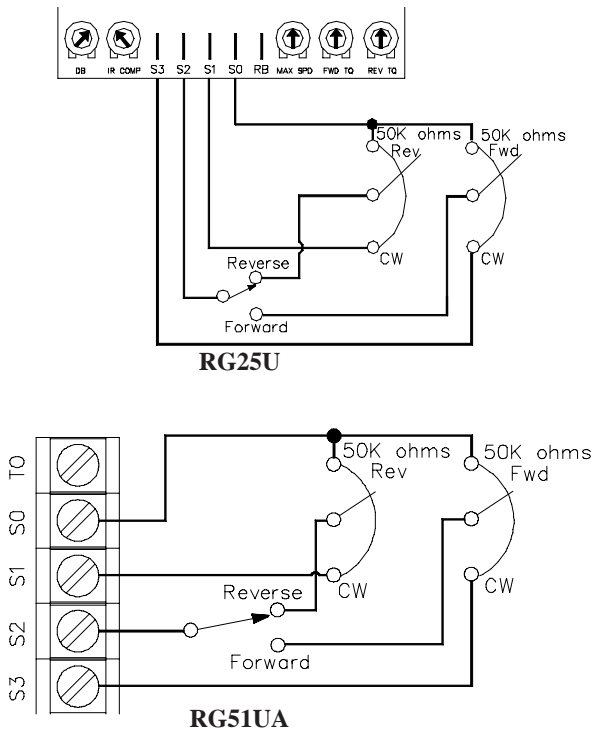 DB IR COMP S3 S2 S1 S0 RB MAX SPD FWD TQ REV TQ
50K ohms 50K ohms
Rev Fwd
CW CW
Reverse
Forward
RG25U
T0
S0
S1
S2
S3
50K ohms 50K ohms
Rev Fwd
CW CW
Reverse
Forward
RG51UA